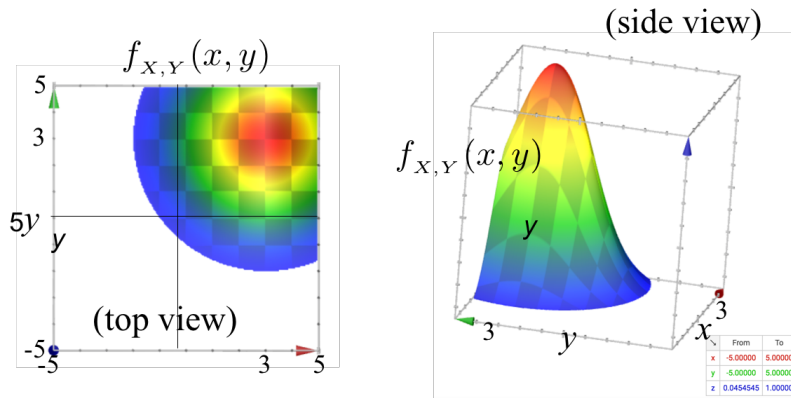 (side view)
f_{X,Y}(x, y)
5
3
5y
y
(top view)
-5
-5
3
5
f_{X,Y}(x, y)
y
3
y
x
3
From To
x -5.00000 5.00000
y -5.00000 5.00000
z 0.0454545 1.00000